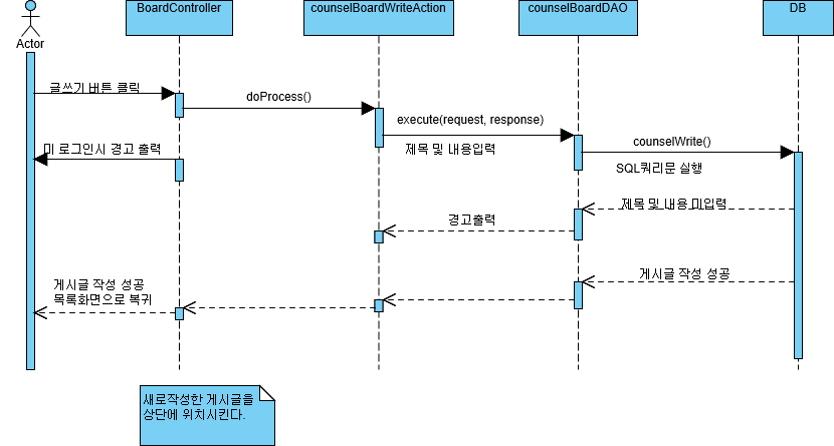 BoardController
counselBoardWriteAction
counselBoardDAO
DB
Actor
글쓰기 버튼 클릭
doProcess()
execute(request, response)
제목 및 내용입력
counselWrite()
SQL쿼리문 실행
미 로그인시 경고 출력
제목 및 내용 미입력
경고출력
게시글 작성 성공
게시글 작성 성공
목록화면으로 복귀
새로작성한 게시글을
상단에 위치시킨다.